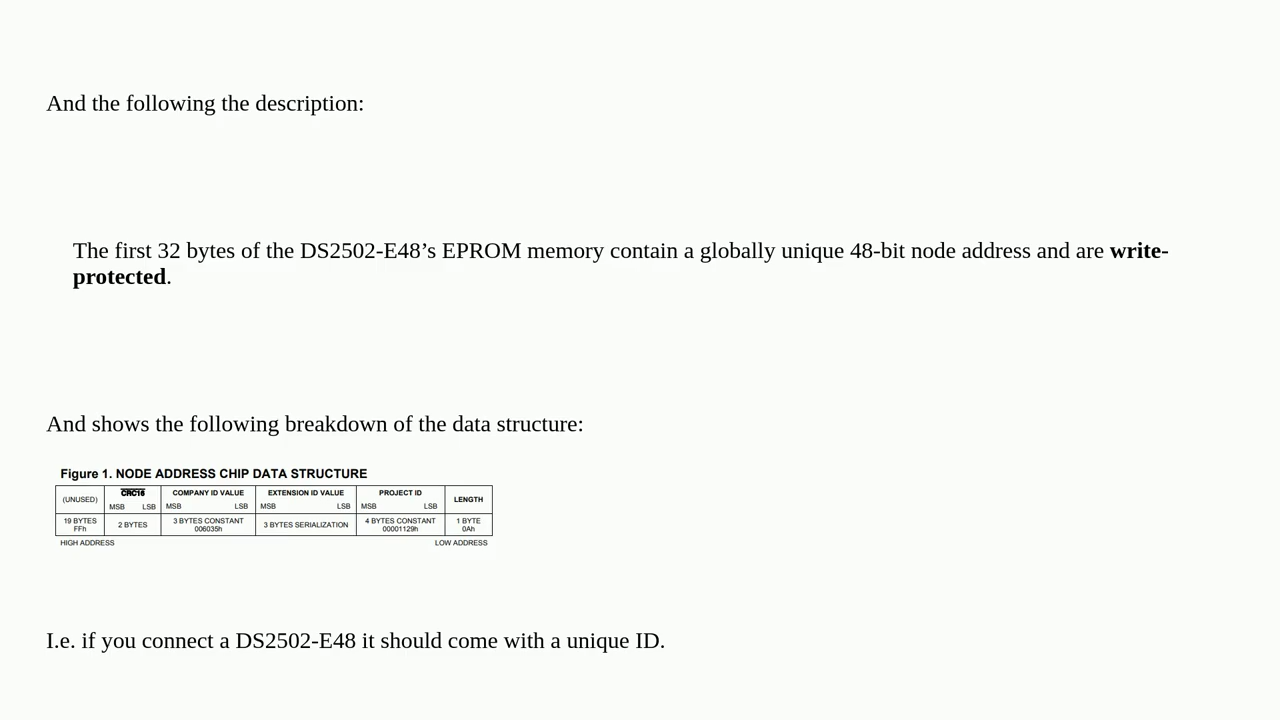 And the following the description:
The first 32 bytes of the DS2502-E48’s EPROM memory contain a globally unique 48-bit node address and are write-
protected.
And shows the following breakdown of the data structure:
Figure 1. NODE ADDRESS CHIP DATA STRUCTURE
(UNUSED) CRC16 COMPANY ID VALUE EXTENSION ID VALUE PROJECT ID LENGTH
MSB LSB MSB LSB MSB LSB MSB LSB
19 BYTES 2 BYTES 3 BYTES CONSTANT 3 BYTES SERIALIZATION 4 BYTES CONSTANT 1 BYTE
FFh 006035h 00001129h 0Ah
HIGH ADDRESS LOW ADDRESS
I.e. if you connect a DS2502-E48 it should come with a unique ID.